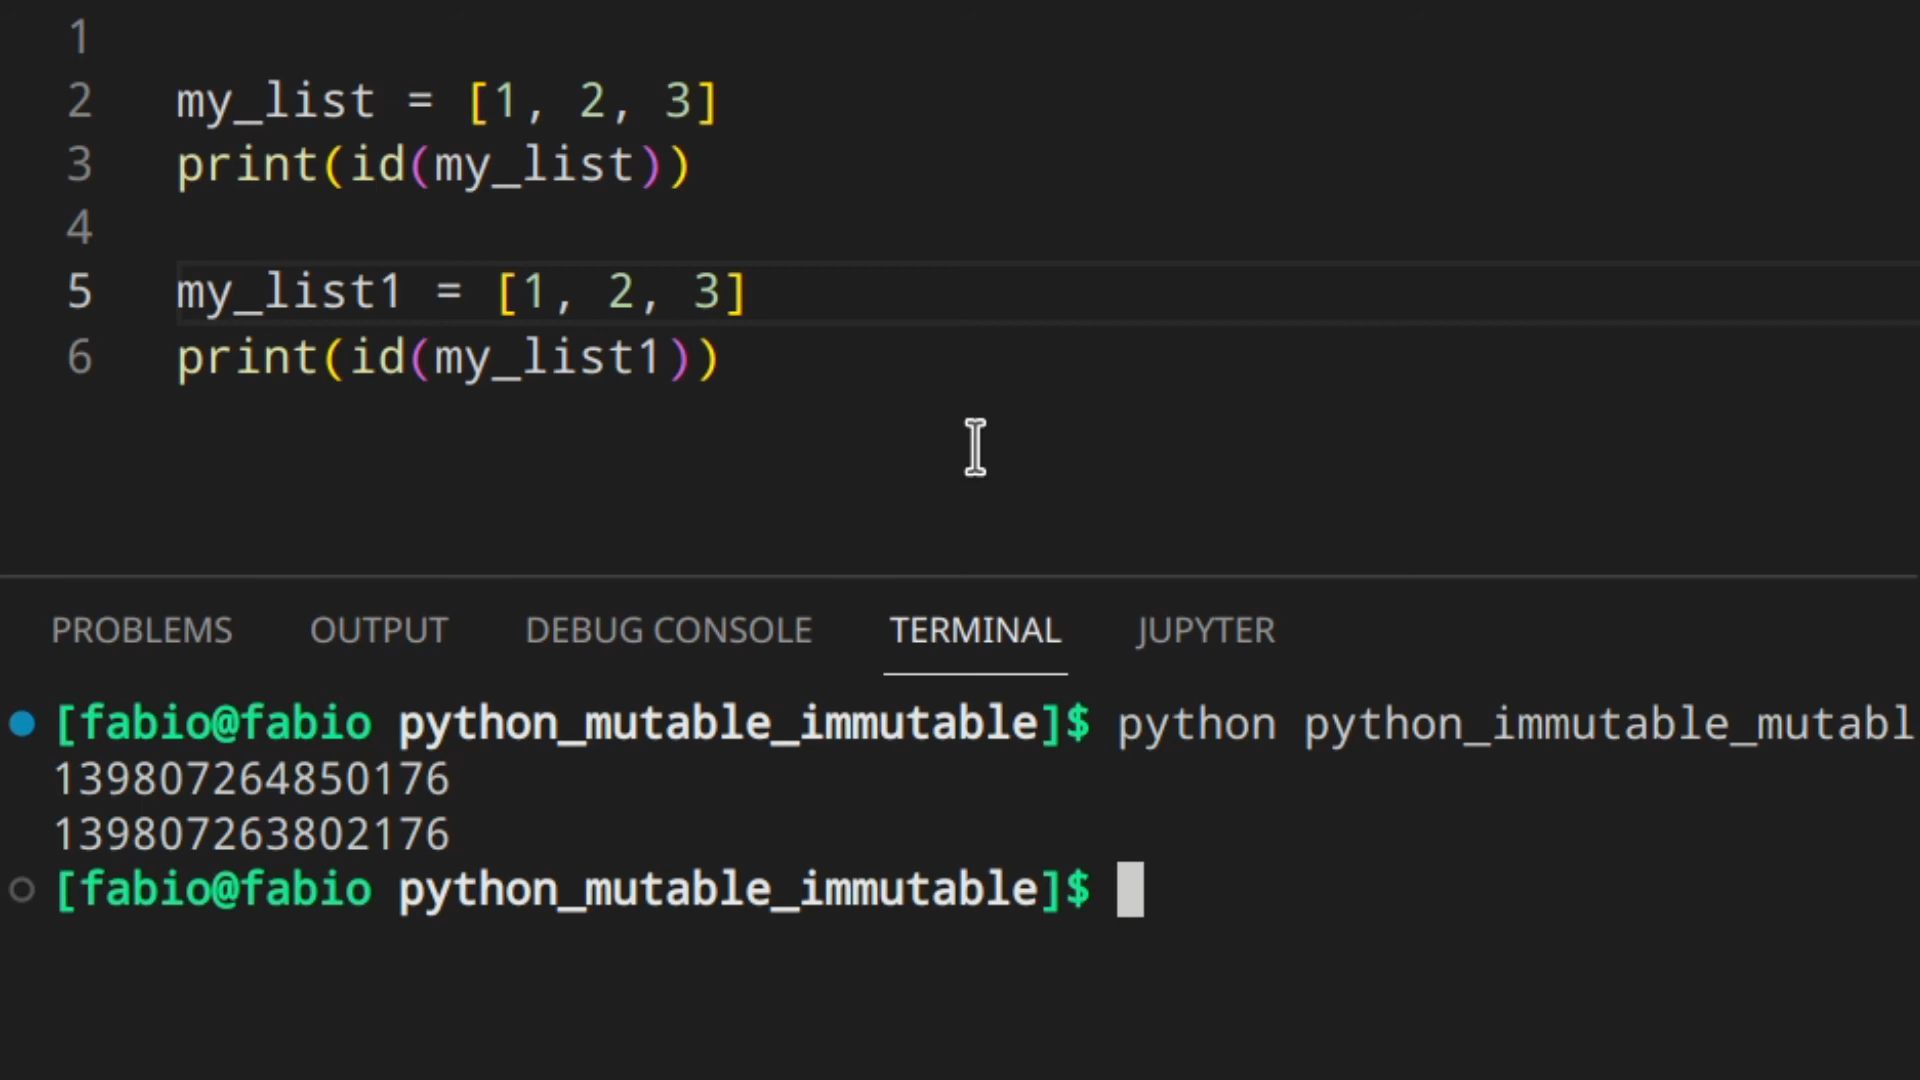 1
2 my_list = [1, 2, 3]
3 print(id(my_list))
4
5 my_list1 = [1, 2, 3]
6 print(id(my_list1))
PROBLEMS OUTPUT DEBUG CONSOLE TERMINAL JUPYTER
[fabio@fabio python_mutable_immutable]$ python python_immutable_mutabl
139807264850176
139807263802176
[fabio@fabio python_mutable_immutable]$